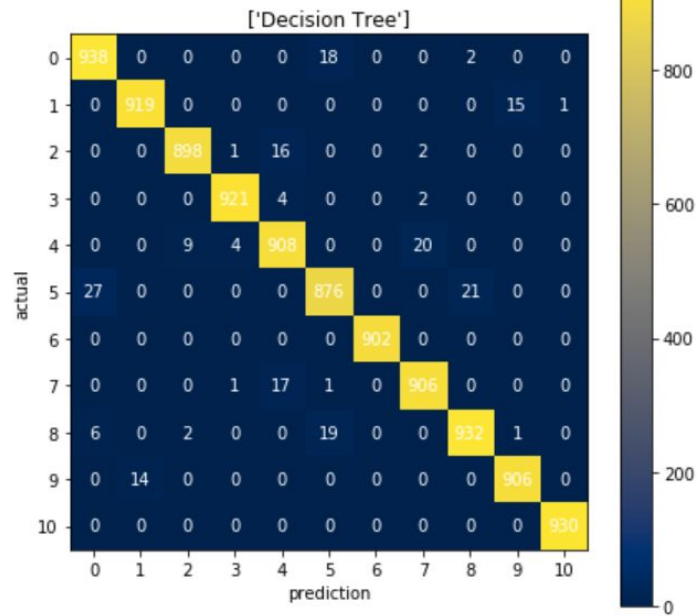 ['Decision Tree']
0 938 0 0 0 0 18 0 0 2 0 0
1 0 919 0 0 0 0 0 0 0 15 1
2 0 0 898 1 16 0 0 2 0 0 0
3 0 0 0 921 4 0 0 2 0 0 0
4 0 0 9 4 908 0 0 20 0 0 0
5 27 0 0 0 0 876 0 0 21 0 0
6 0 0 0 0 0 0 902 0 0 0 0
7 0 0 0 1 17 1 0 906 0 0 0
8 6 0 2 0 0 19 0 0 932 1 0
9 0 14 0 0 0 0 0 0 0 906 0
10 0 0 0 0 0 0 0 0 0 0 930
0 1 2 3 4 5 6 7 8 9 10
prediction
actual
800
600
400
200
0